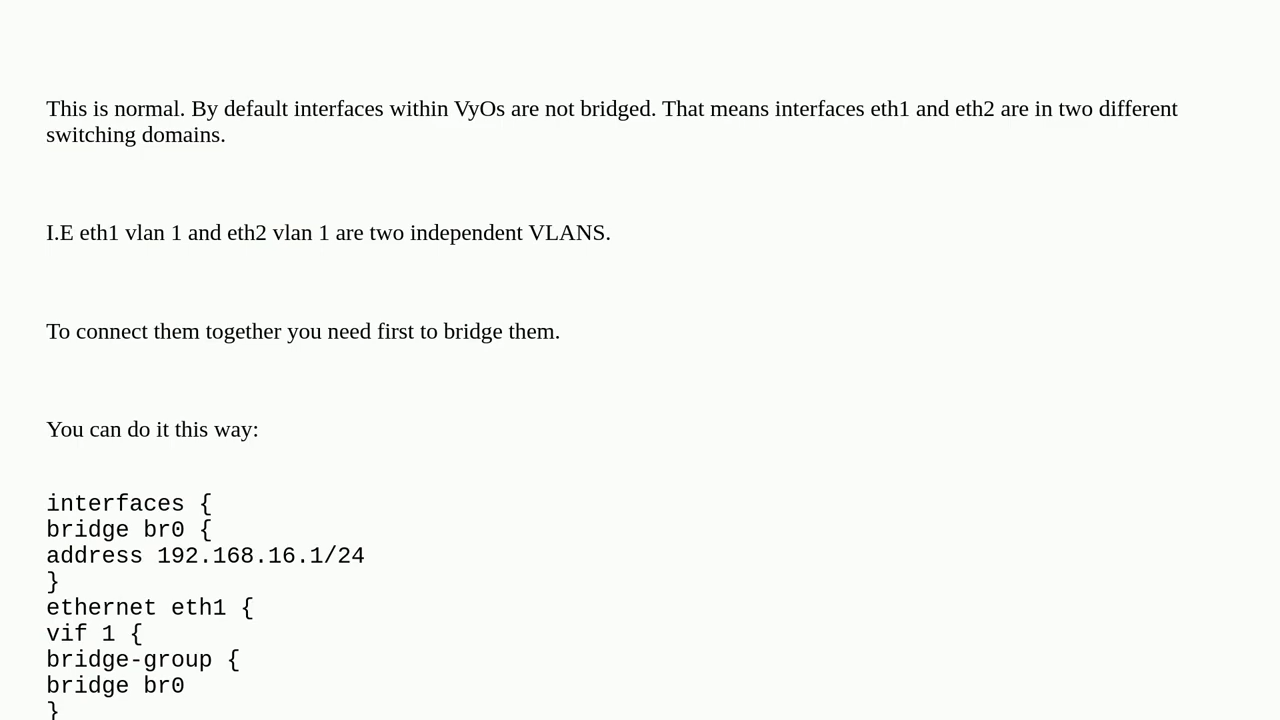 This is normal. By default interfaces within VyOs are not bridged. That means interfaces eth1 and eth2 are in two different
switching domains.
I.E eth1 vlan 1 and eth2 vlan 1 are two independent VLANS.
To connect them together you need first to bridge them.
You can do it this way:
interfaces {
bridge br0 {
address 192.168.16.1/24
}
ethernet eth1 {
vif 1 {
bridge-group {
bridge br0
}